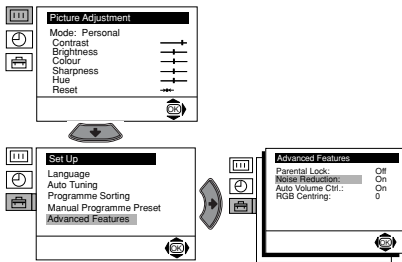 Picture Adjustment
Mode: Personal
Contrast
Brightness
Colour
Sharpness
Hue
Reset
OK
Set Up
Language
Auto Tuning
Programme Sorting
Manual Programme Preset
Advanced Features
OK
Advanced Features
Parental Lock: Off
Noise Reduction: On
Auto Volume Ctrl.: On
RGB Centring: 0
OK